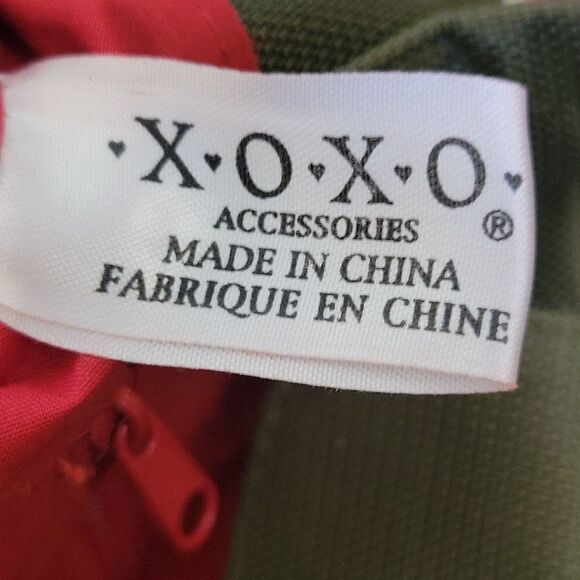 ♥X♥O♥X♥O♥®
ACCESSORIES
MADE IN CHINA
FABRIQUE EN CHINE